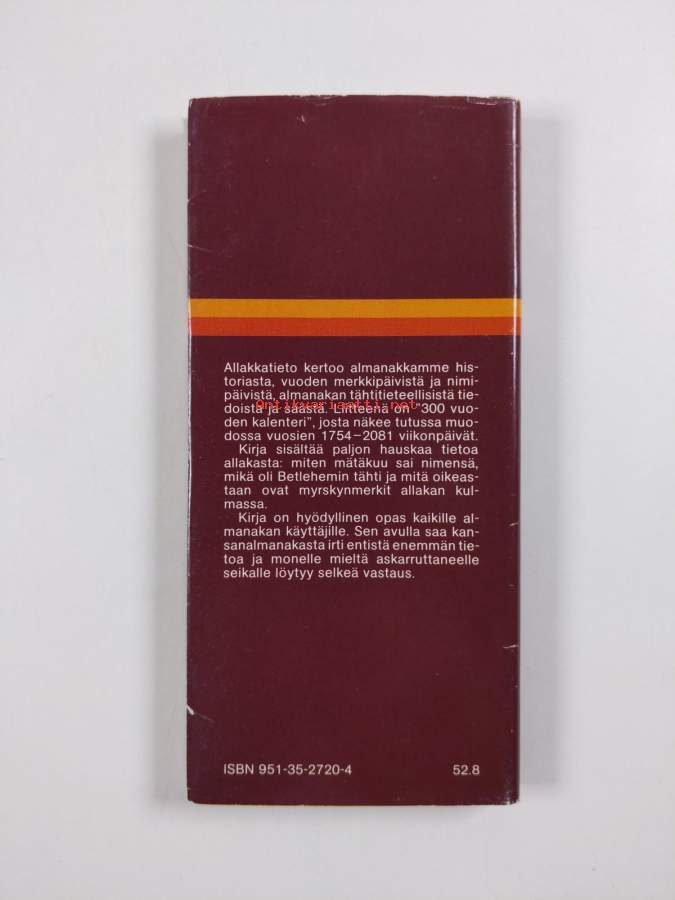 Allakkatieto kertoo almanakkamme his-
toriasta, vuoden merkkipäivistä ja nimi-
päivistä, almanakan tähtitieteellisistä tie-
doista ja säästä. Liitteenä on "300 vuo-
antikvariaatti.net
den kalenteri", josta näkee tutussa muo-
dossa vuosien 1754–2081 viikonpäivät.
Kirja sisältää paljon hauskaa tietoa
allakasta: miten mätäkuu sai nimensä,
mikä oli Betlehemin tähti ja mitä oikeas-
taan ovat myrskynmerkit allakan kul-
massa.
Kirja on hyödyllinen opas kaikille al-
manakan käyttäjille. Sen avulla saa kan-
sanalmanakasta irti entistä enemmän tie-
toa ja monelle mieltä askarruttaneelle
seikalle löytyy selkeä vastaus.
ISBN 951-35-2720-4 52.8